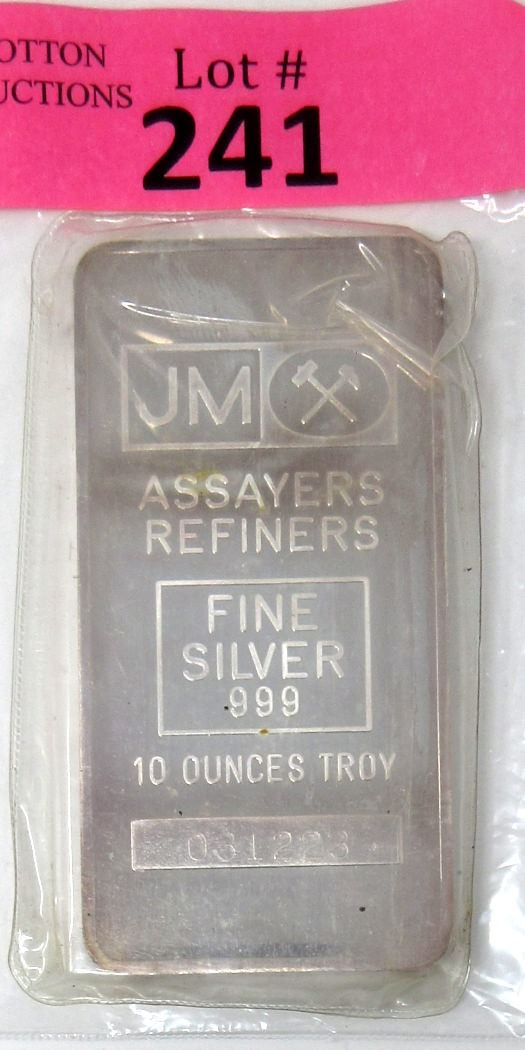 OTTON
UCTIONS
Lot #
241
JM
ASSAYERS
REFINERS
FINE
SILVER
999
10 OUNCES TROY
031223